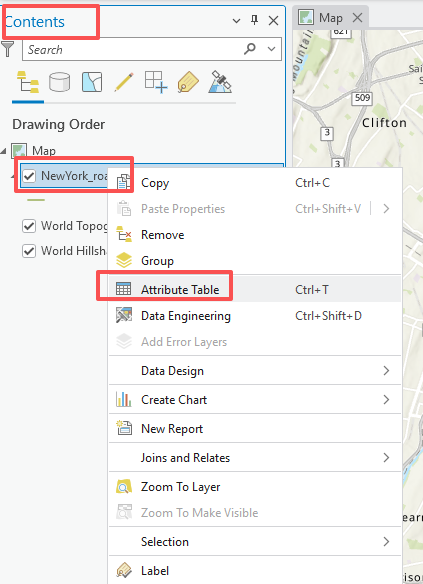 Contents
Map
Search
Drawing Order
Map
NewYork_roa
World Topog
World Hillsha
Copy Ctrl+C
Paste Properties Ctrl+Shift+V
Remove
Group
Attribute Table Ctrl+T
Data Engineering Ctrl+Shift+D
Add Error Layers
Data Design
Create Chart
New Report
Joins and Relates
Zoom To Layer
Zoom To Make Visible
Selection
Label
509
3
Clifton
3